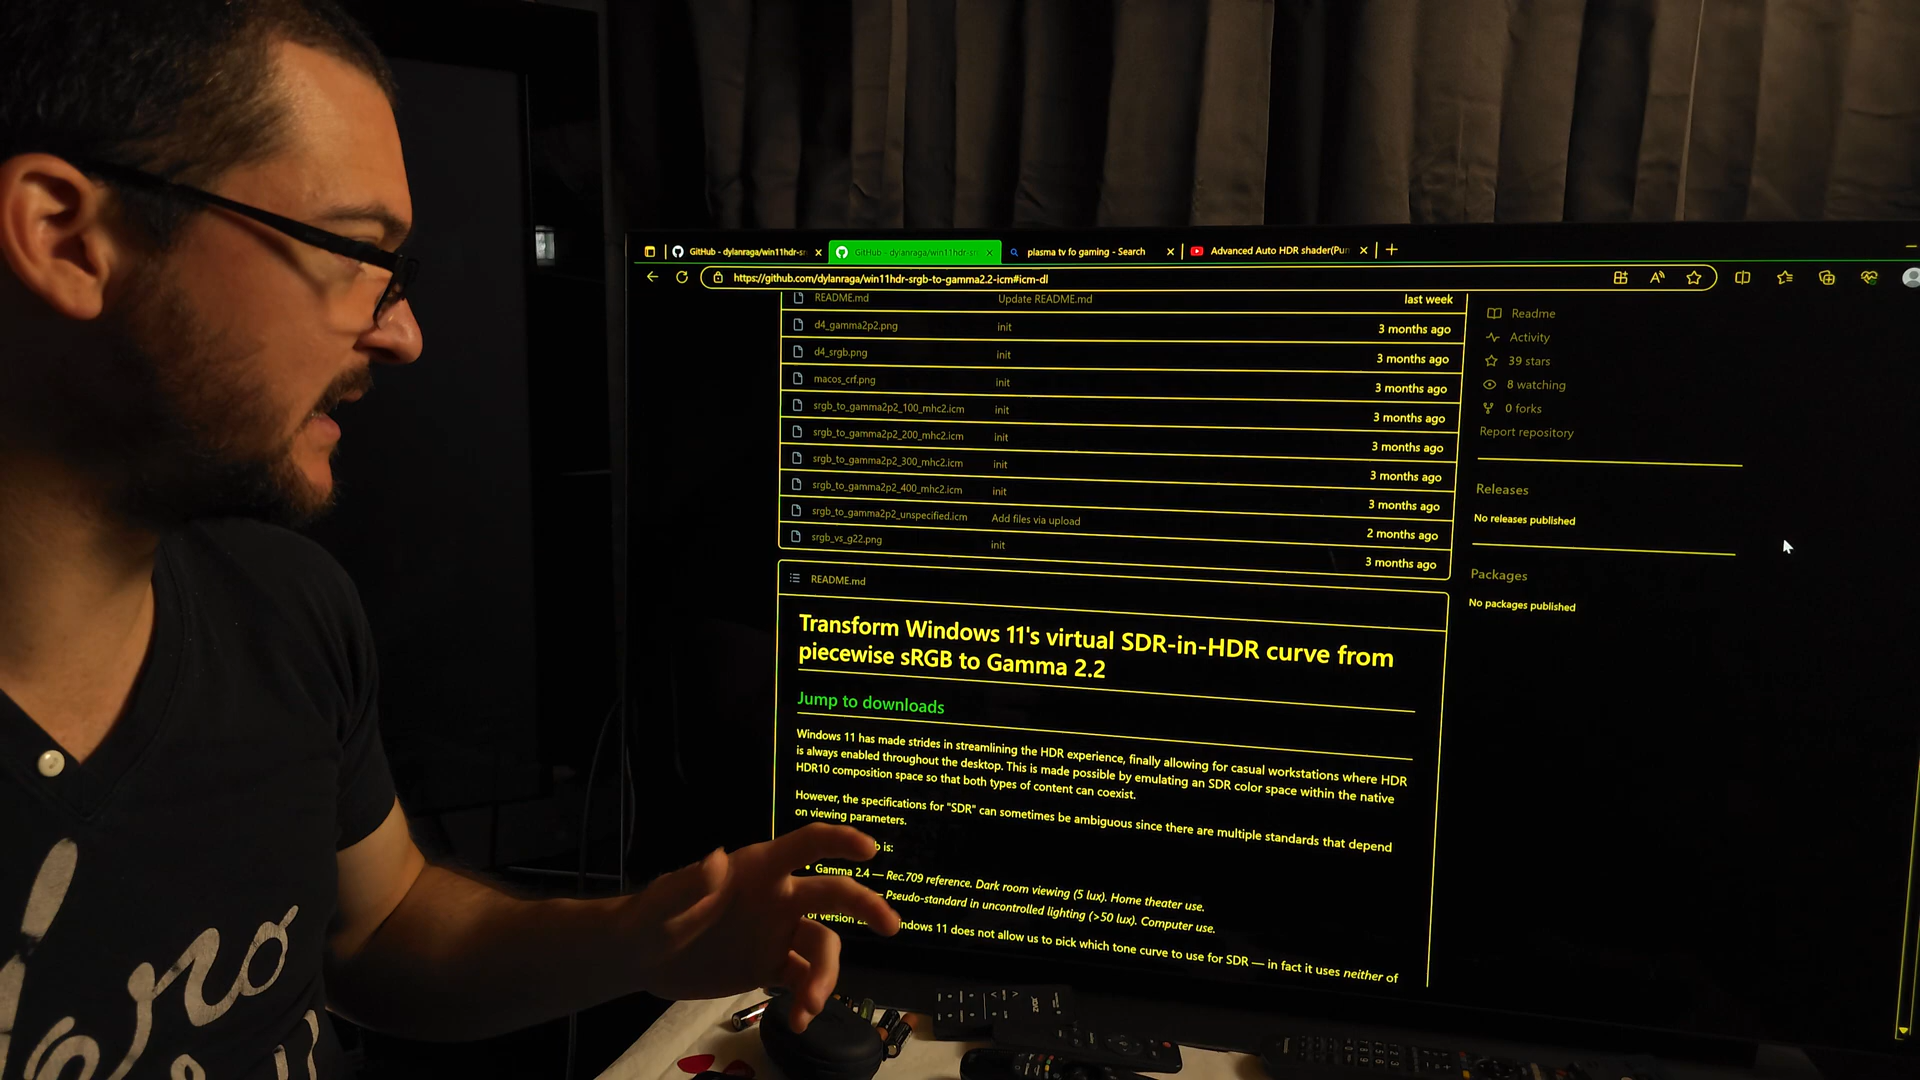 GitHub - dylanraga/win11hdr-sr
GitHub - dylanraga/win11hdr-sr
plasma tv fo gaming - Search
Advanced Auto HDR shader(Pu
https://github.com/dylanraga/win11hdr-srgb-to-gamma2.2-icm#icm-dl
README.md Update README.md last week
d4_gamma2p2.png init 3 months ago
d4_srgb.png init 3 months ago
macos_crf.png init 3 months ago
srgb_to_gamma2p2_100_mhc2.icm init 3 months ago
srgb_to_gamma2p2_200_mhc2.icm init 3 months ago
srgb_to_gamma2p2_300_mhc2.icm init 3 months ago
srgb_to_gamma2p2_400_mhc2.icm init 3 months ago
srgb_to_gamma2p2_unspecified.icm Add files via upload 2 months ago
srgb_vs_g22.png init 3 months ago
Readme
Activity
39 stars
8 watching
0 forks
Report repository
Releases
No releases published
Packages
No packages published
README.md
Transform Windows 11's virtual SDR-in-HDR curve from
piecewise sRGB to Gamma 2.2
Jump to downloads
Windows 11 has made strides in streamlining the HDR experience, finally allowing for casual workstations where HDR
is always enabled throughout the desktop. This is made possible by emulating an SDR color space within the native
HDR10 composition space so that both types of content can coexist.
However, the specifications for "SDR" can sometimes be ambiguous since there are multiple standards that depend
on viewing parameters.
is:
• Gamma 2.4 — Rec.709 reference. Dark room viewing (5 lux). Home theater use.
— Pseudo-standard in uncontrolled lighting (>50 lux). Computer use.
of version Windows 11 does not allow us to pick which tone curve to use for SDR — in fact it uses neither of